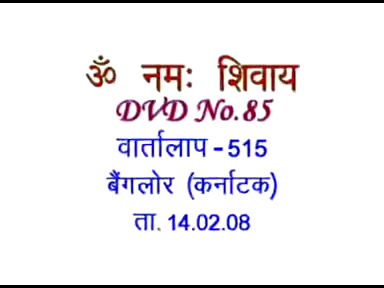 ॐ नमः शिवाय
DVD No.85
वार्तालाप - 515
बैंगलोर (कर्नाटक)
ता. 14.02.08